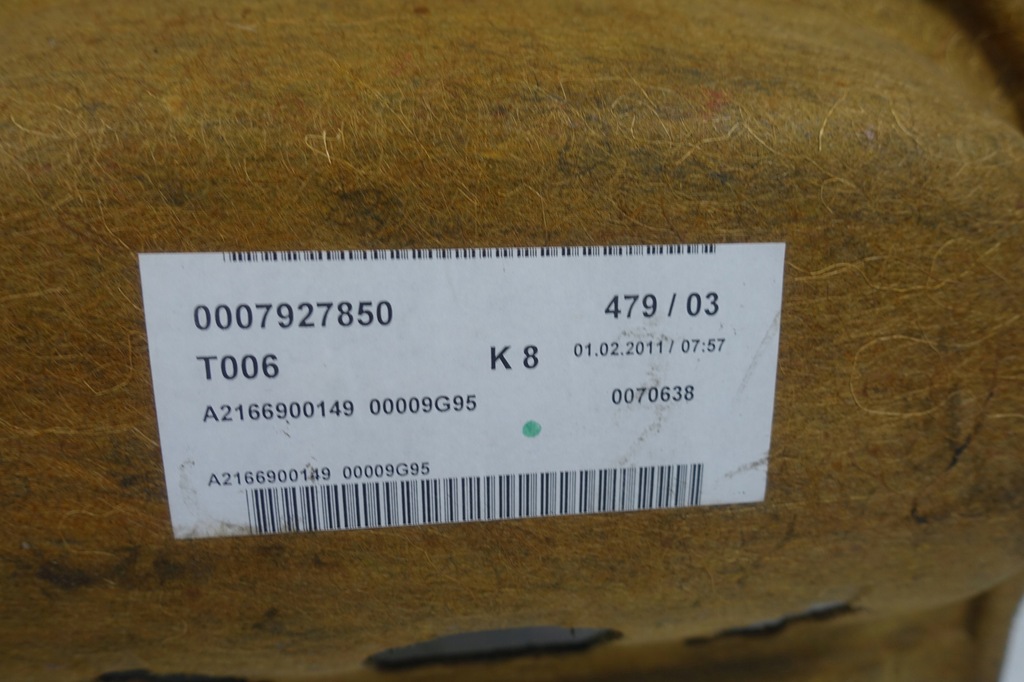 0007927850 479 / 03
T006 K 8 01.02.2011/ 07:57
A2166900149 00009G95 0070638
A2166900149 00009G95